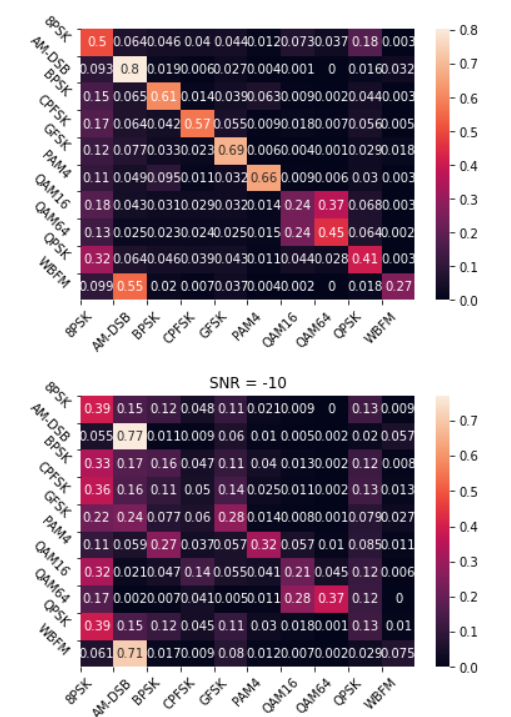 8PSK 0.5 0.064 0.046 0.04 0.044 0.012 0.073 0.037 0.18 0.003
AM-DSB 0.093 0.8 0.019 0.006 0.027 0.004 0.001 0 0.016 0.032
BPSK 0.15 0.065 0.61 0.014 0.039 0.063 0.009 0.002 0.044 0.003
CPFSK 0.17 0.064 0.042 0.57 0.055 0.009 0.018 0.007 0.056 0.005
GFSK 0.12 0.077 0.033 0.023 0.69 0.006 0.004 0.001 0.029 0.018
PAM4 0.11 0.049 0.095 0.011 0.032 0.66 0.009 0.006 0.03 0.003
QAM16 0.18 0.043 0.031 0.029 0.032 0.014 0.24 0.37 0.068 0.003
QAM64 0.13 0.025 0.023 0.024 0.025 0.015 0.24 0.45 0.064 0.002
QPSK 0.32 0.064 0.046 0.039 0.043 0.011 0.044 0.028 0.41 0.003
WBFM 0.099 0.55 0.02 0.007 0.037 0.004 0.002 0 0.018 0.27
8PSK AM-DSB BPSK CPFSK GFSK PAM4 QAM16 QAM64 QPSK WBFM
0.8
0.7
0.6
0.5
0.4
0.3
0.2
0.1
0.0
SNR = -10
8PSK 0.39 0.15 0.12 0.048 0.11 0.021 0.009 0 0.13 0.009
AM-DSB 0.055 0.77 0.011 0.009 0.06 0.01 0.005 0.002 0.02 0.057
BPSK 0.33 0.17 0.16 0.047 0.11 0.04 0.013 0.002 0.12 0.008
CPFSK 0.36 0.16 0.11 0.05 0.14 0.025 0.011 0.002 0.13 0.013
GFSK 0.22 0.24 0.077 0.06 0.28 0.014 0.008 0.001 0.079 0.027
PAM4 0.11 0.059 0.27 0.037 0.057 0.32 0.057 0.01 0.085 0.011
QAM16 0.32 0.021 0.047 0.14 0.055 0.041 0.21 0.045 0.12 0.006
QAM64 0.17 0.002 0.007 0.041 0.005 0.011 0.28 0.37 0.12 0
QPSK 0.39 0.15 0.12 0.045 0.11 0.03 0.018 0.001 0.13 0.01
WBFM 0.061 0.71 0.017 0.009 0.08 0.012 0.007 0.002 0.029 0.075
8PSK AM-DSB BPSK CPFSK GFSK PAM4 QAM16 QAM64 QPSK WBFM
0.7
0.6
0.5
0.4
0.3
0.2
0.1
0.0